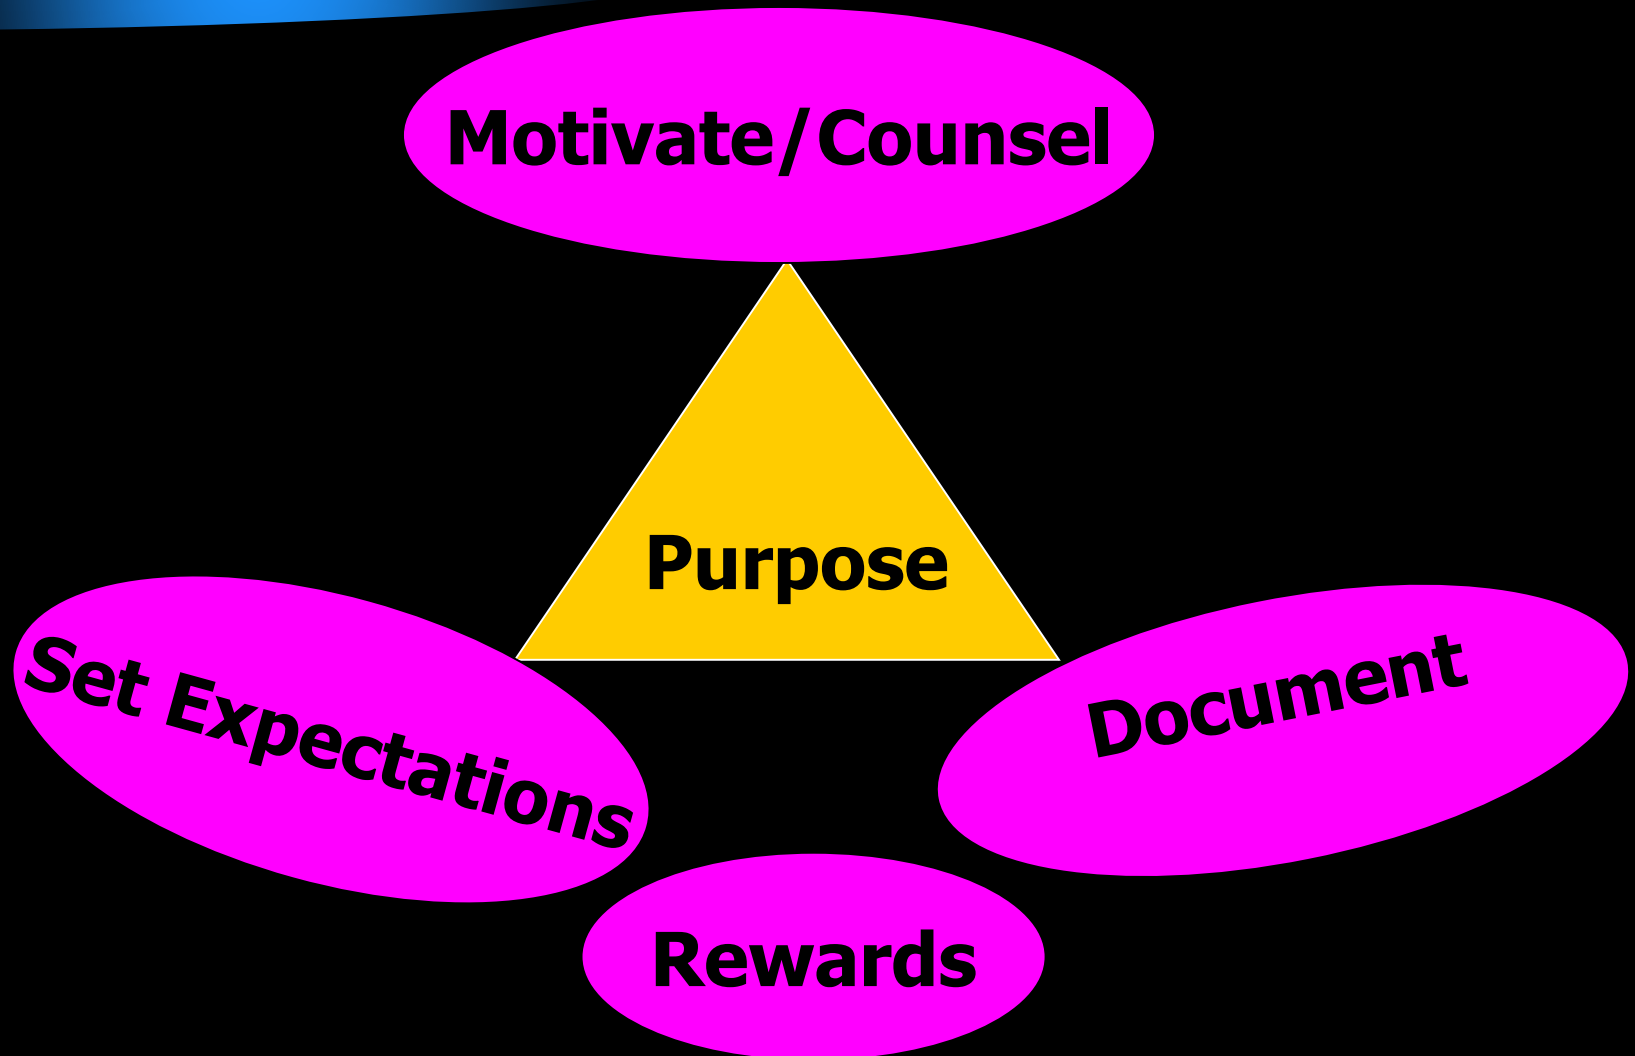 Motivate/Counsel
Purpose
Set Expectations
Document
Rewards